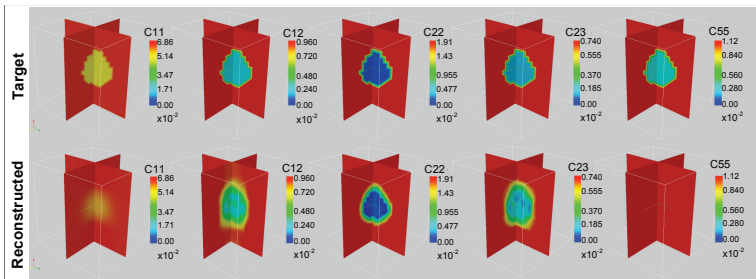 Target
C11
6.86
5.14
3.47
1.71
0.00
x10⁻²
C12
0.960
0.720
0.480
0.240
0.00
x10⁻²
C22
1.91
1.43
0.955
0.477
0.00
x10⁻²
C23
0.740
0.555
0.370
0.185
0.00
x10⁻²
C55
1.12
0.840
0.560
0.280
0.00
x10⁻²
Reconstructed
C11
6.86
5.14
3.47
1.71
0.00
x10⁻²
C12
0.960
0.720
0.480
0.240
0.00
x10⁻²
C22
1.91
1.43
0.955
0.477
0.00
x10⁻²
C23
0.740
0.555
0.370
0.185
0.00
x10⁻²
C55
1.12
0.840
0.560
0.280
0.00
x10⁻²